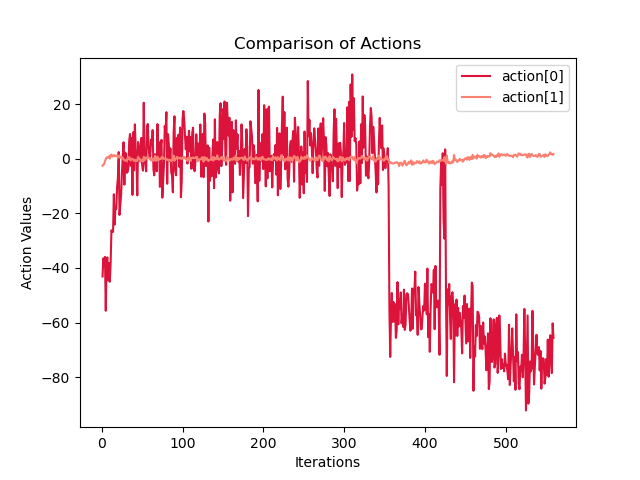 Comparison of Actions
action[0]
action[1]
Action Values
20
0
−20
−40
−60
−80
0 100 200 300 400 500
Iterations